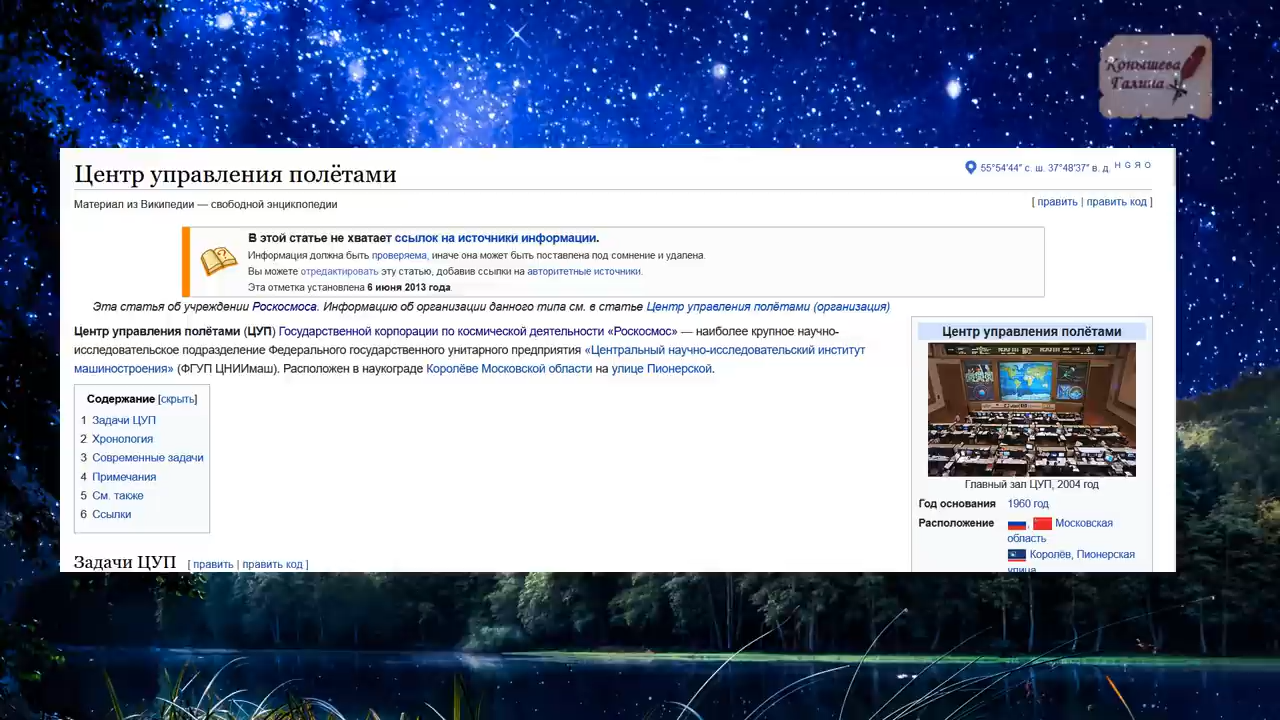 Конышева
Галина
Центр управления полётами
55°54′44″ с. ш. 37°48′37″ в. д. H G Я O
Материал из Википедии — свободной энциклопедии
[ править | править код ]
В этой статье не хватает ссылок на источники информации.
Информация должна быть проверяема, иначе она может быть поставлена под сомнение и удалена.
Вы можете отредактировать эту статью, добавив ссылки на авторитетные источники.
Эта отметка установлена 6 июня 2013 года.
Эта статья об учреждении Роскосмоса. Информацию об организации данного типа см. в статье Центр управления полётами (организация)
Центр управления полётами (ЦУП) Государственной корпорации по космической деятельности «Роскосмос» — наиболее крупное научно-
исследовательское подразделение Федерального государственного унитарного предприятия «Центральный научно-исследовательский институт
машиностроения» (ФГУП ЦНИИмаш). Расположен в наукограде Королёве Московской области на улице Пионерской.
Содержание [скрыть]
1 Задачи ЦУП
2 Хронология
3 Современные задачи
4 Примечания
5 См. также
6 Ссылки
Задачи ЦУП [ править | править код ]
Центр управления полётами
Главный зал ЦУП, 2004 год
Год основания 1960 год
Расположение , Московская
область
Королёв, Пионерская
улица